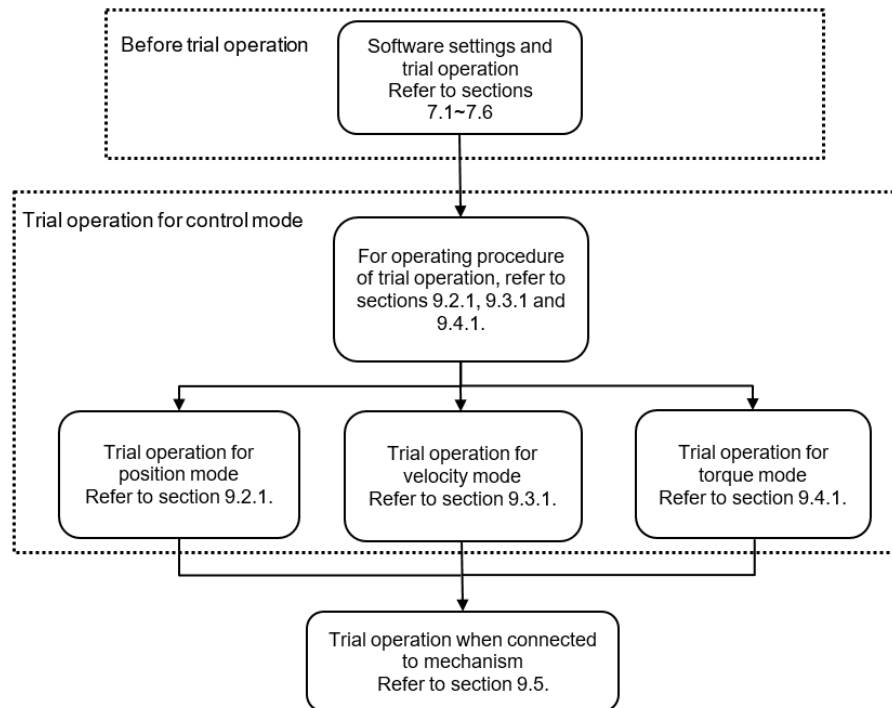 Before trial operation
Software settings and
trial operation
Refer to sections
7.1~7.6
Trial operation for control mode
For operating procedure
of trial operation, refer to
sections 9.2.1, 9.3.1 and
9.4.1.
Trial operation for
position mode
Refer to section 9.2.1.
Trial operation for
velocity mode
Refer to section 9.3.1.
Trial operation for
torque mode
Refer to section 9.4.1.
Trial operation when connected
to mechanism
Refer to section 9.5.